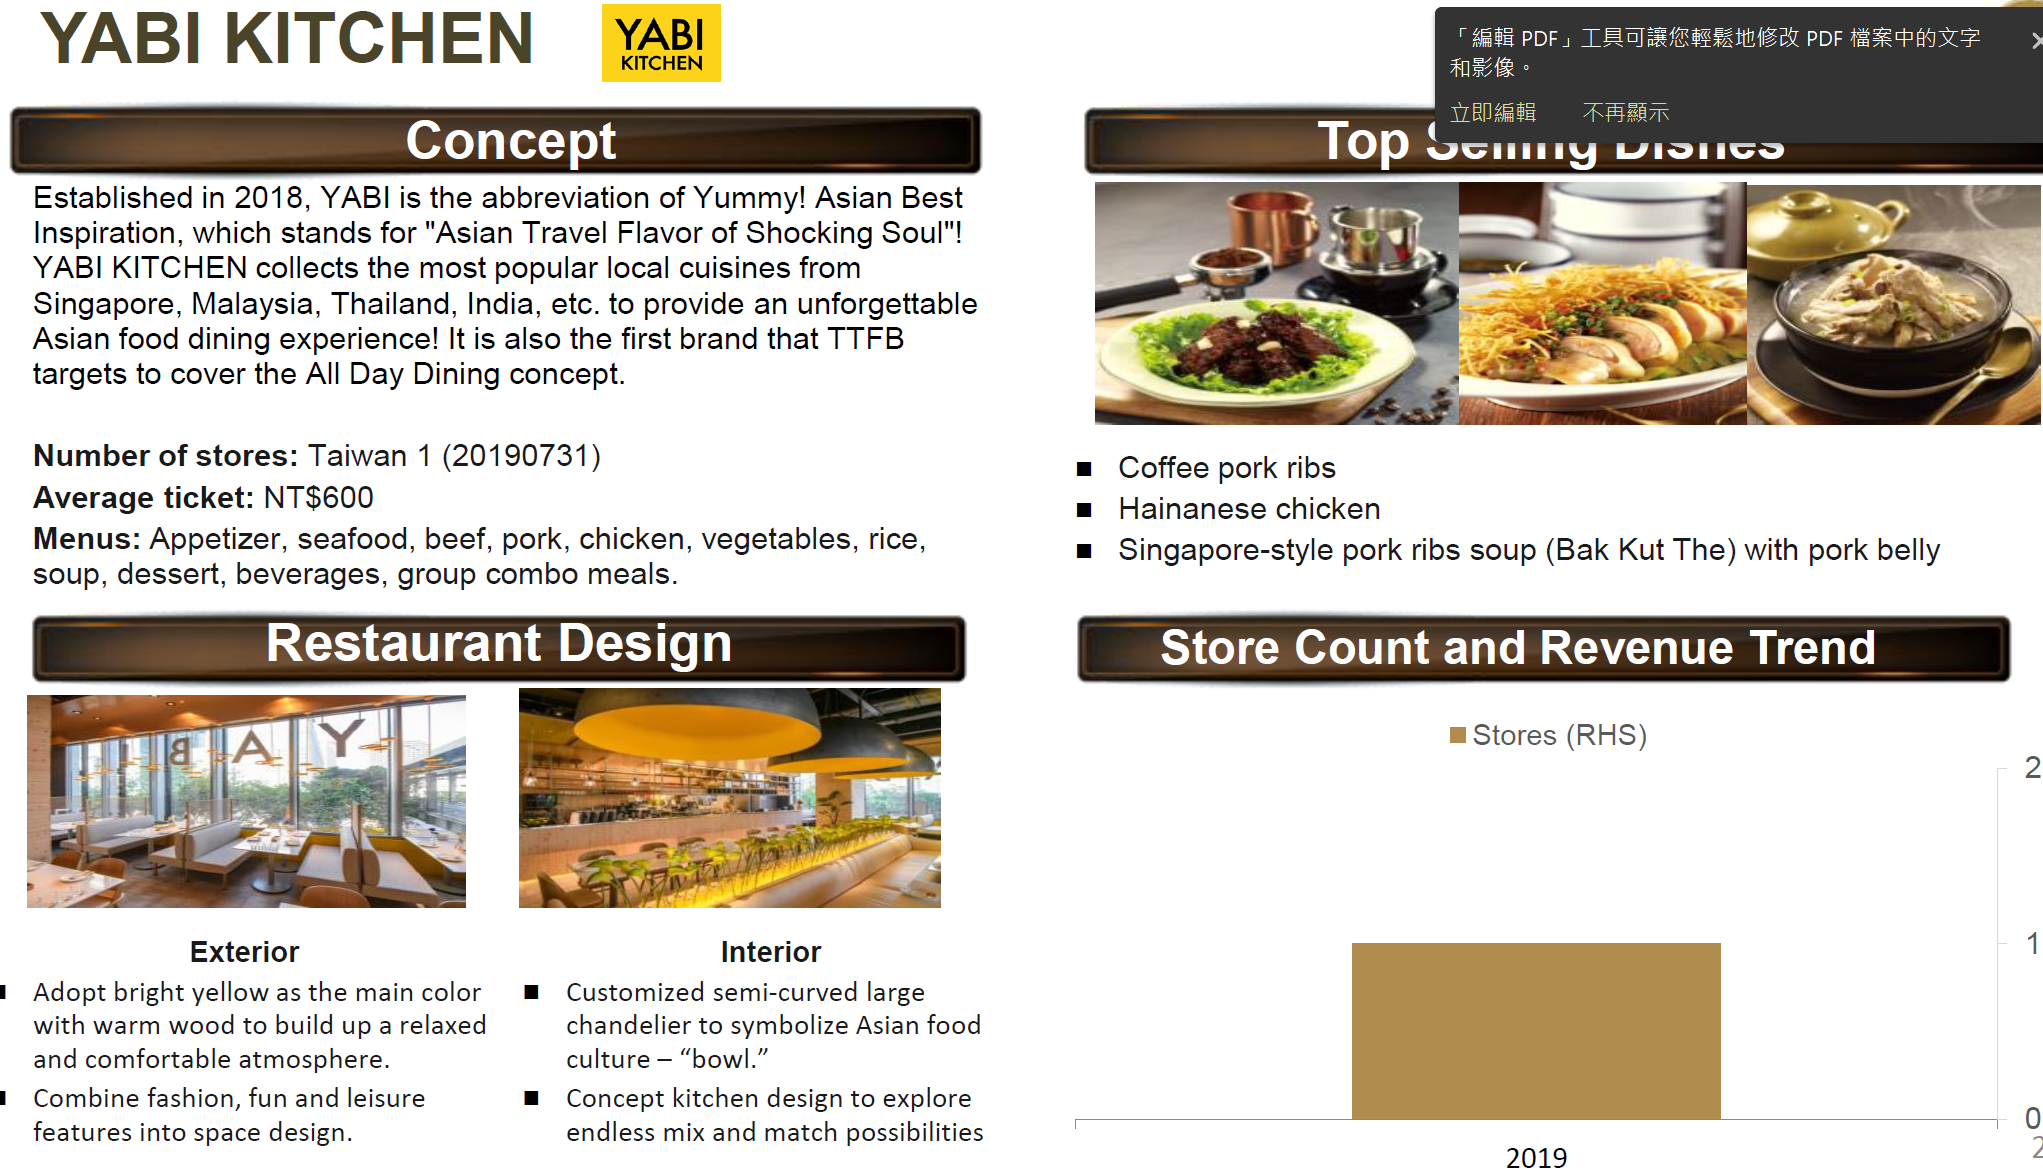 YABI KITCHEN
YABI
KITCHEN
「編輯 PDF」工具可讓您輕鬆地修改 PDF 檔案中的文字
和影像。
立即編輯 不再顯示
Concept
Established in 2018, YABI is the abbreviation of Yummy! Asian Best
Inspiration, which stands for "Asian Travel Flavor of Shocking Soul"!
YABI KITCHEN collects the most popular local cuisines from
Singapore, Malaysia, Thailand, India, etc. to provide an unforgettable
Asian food dining experience! It is also the first brand that TTFB
targets to cover the All Day Dining concept.
Number of stores: Taiwan 1 (20190731)
Average ticket: NT$600
Menus: Appetizer, seafood, beef, pork, chicken, vegetables, rice,
soup, dessert, beverages, group combo meals.
Top Selling Dishes
■ Coffee pork ribs
■ Hainanese chicken
■ Singapore-style pork ribs soup (Bak Kut The) with pork belly
Restaurant Design
Y A B I
Exterior
■ Adopt bright yellow as the main color
with warm wood to build up a relaxed
and comfortable atmosphere.
■ Combine fashion, fun and leisure
features into space design.
Interior
■ Customized semi-curved large
chandelier to symbolize Asian food
culture – “bowl.”
■ Concept kitchen design to explore
endless mix and match possibilities
Store Count and Revenue Trend
Stores (RHS)
2
1
0
2019